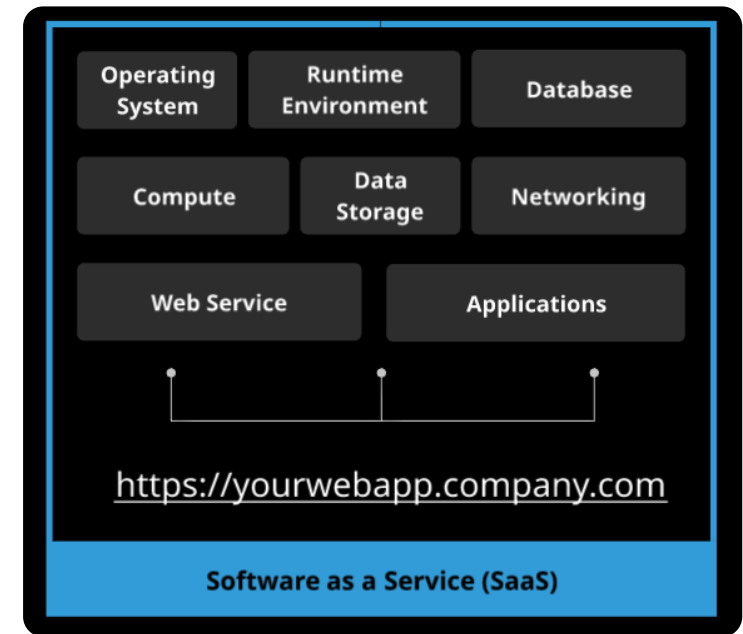 Operating System
Runtime Environment
Database
Compute
Data Storage
Networking
Web Service
Applications
https://yourwebapp.company.com
Software as a Service (SaaS)